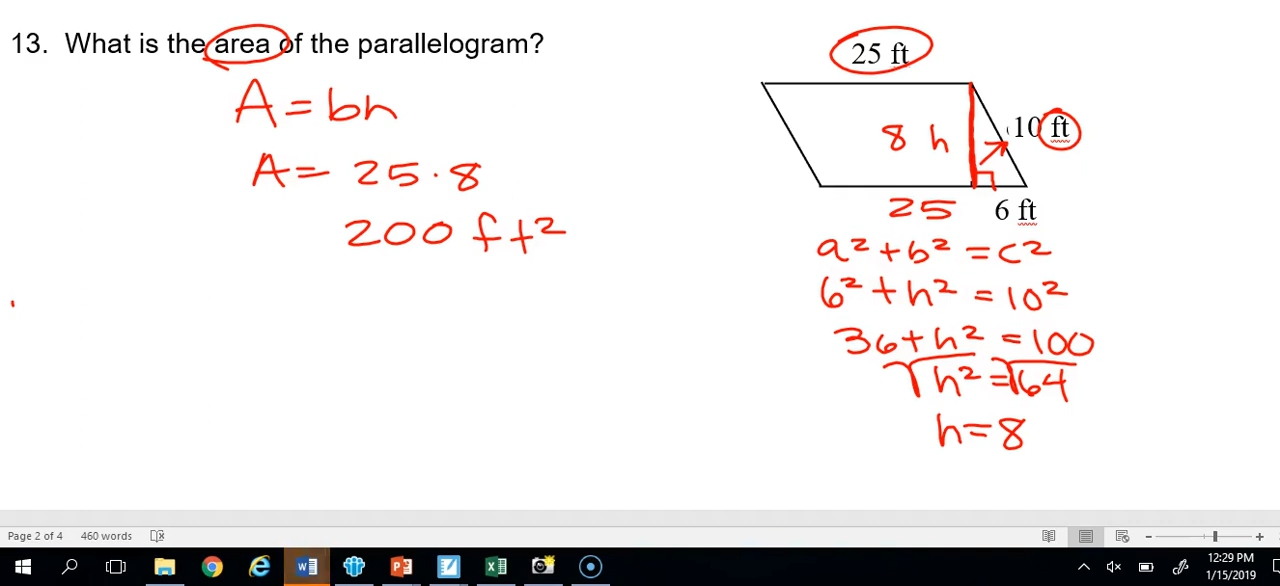 13. What is the area of the parallelogram?
25 ft
A = bh
10 ft
8 h
A = 25 · 8
25
6 ft
200 ft²
a² + b² = c²
6² + h² = 10²
36 + h² = 100
√h² = √64
h = 8
Page 2 of 4
460 words
12:29 PM
1/15/2019